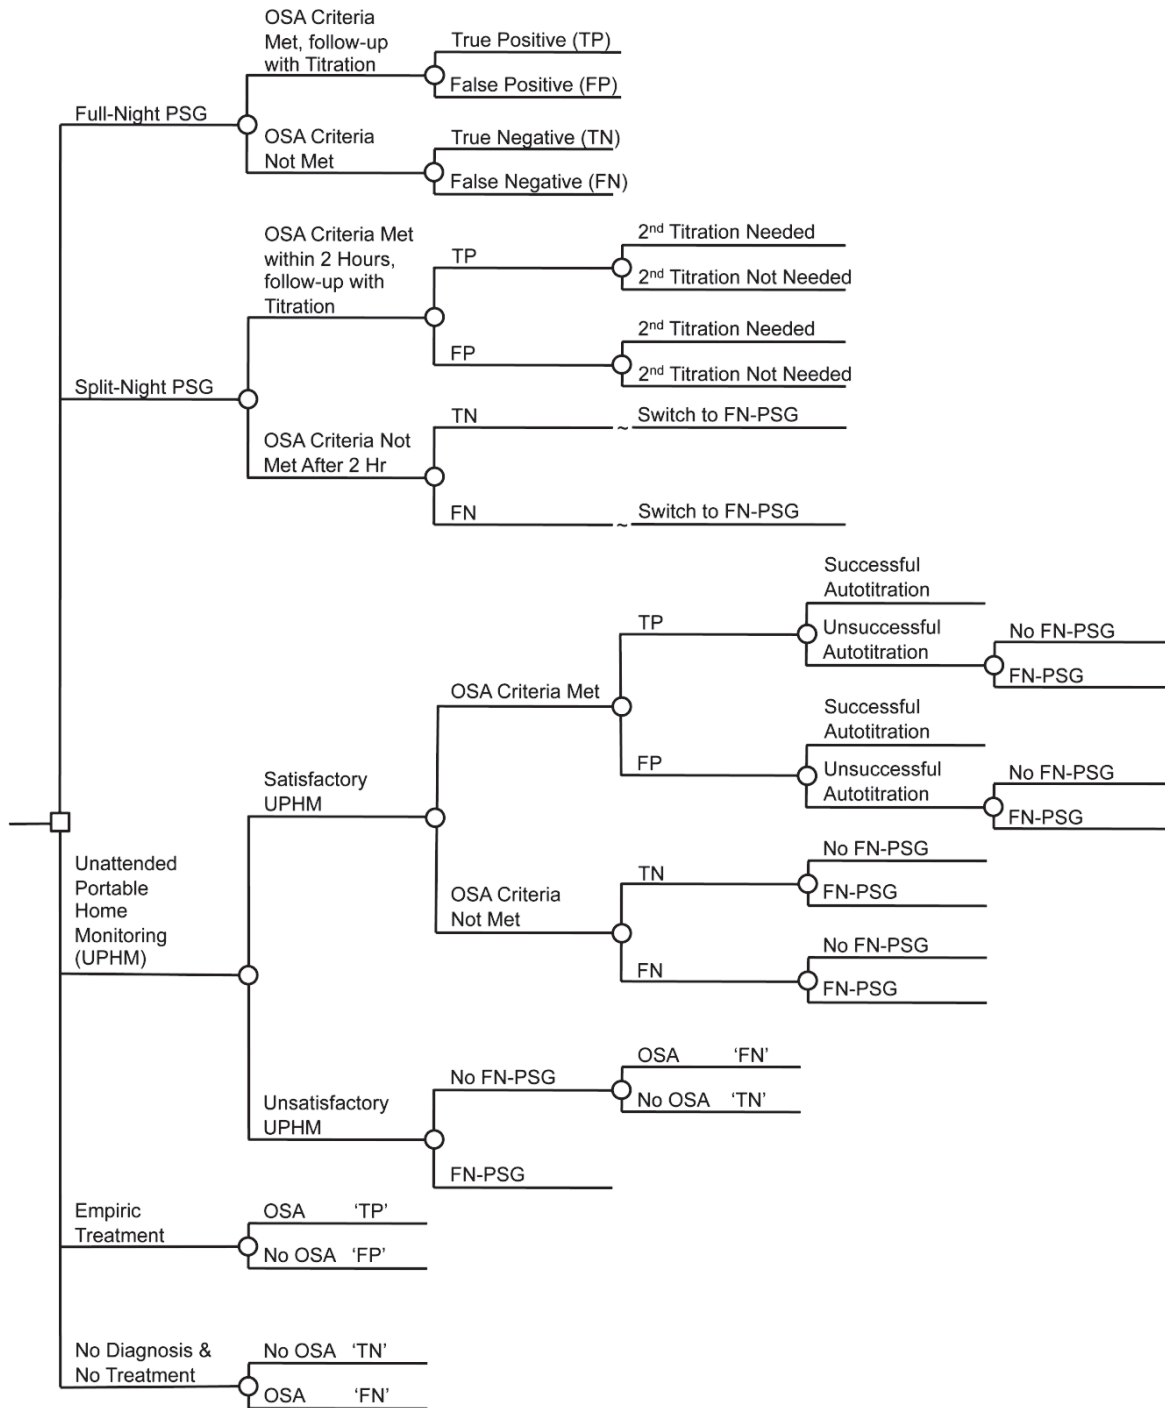 OSA Criteria
Met, follow-up
with Titration
True Positive (TP)
False Positive (FP)
Full-Night PSG
OSA Criteria
Not Met
True Negative (TN)
False Negative (FN)
OSA Criteria Met
within 2 Hours,
follow-up with
Titration
TP
2nd Titration Needed
2nd Titration Not Needed
FP
2nd Titration Needed
2nd Titration Not Needed
Split-Night PSG
OSA Criteria Not
Met After 2 Hr
TN
~ Switch to FN-PSG
FN
~ Switch to FN-PSG
Successful
Autotitration
TP
Unsuccessful
Autotitration
No FN-PSG
FN-PSG
OSA Criteria Met
Successful
Autotitration
FP
Unsuccessful
Autotitration
No FN-PSG
FN-PSG
Satisfactory
UPHM
Unattended
Portable
Home
Monitoring
(UPHM)
OSA Criteria
Not Met
TN
No FN-PSG
FN-PSG
FN
No FN-PSG
FN-PSG
Unsatisfactory
UPHM
No FN-PSG
OSA ‘FN’
No OSA ‘TN’
FN-PSG
Empiric
Treatment
OSA ‘TP’
No OSA ‘FP’
No Diagnosis &
No Treatment
No OSA ‘TN’
OSA ‘FN’